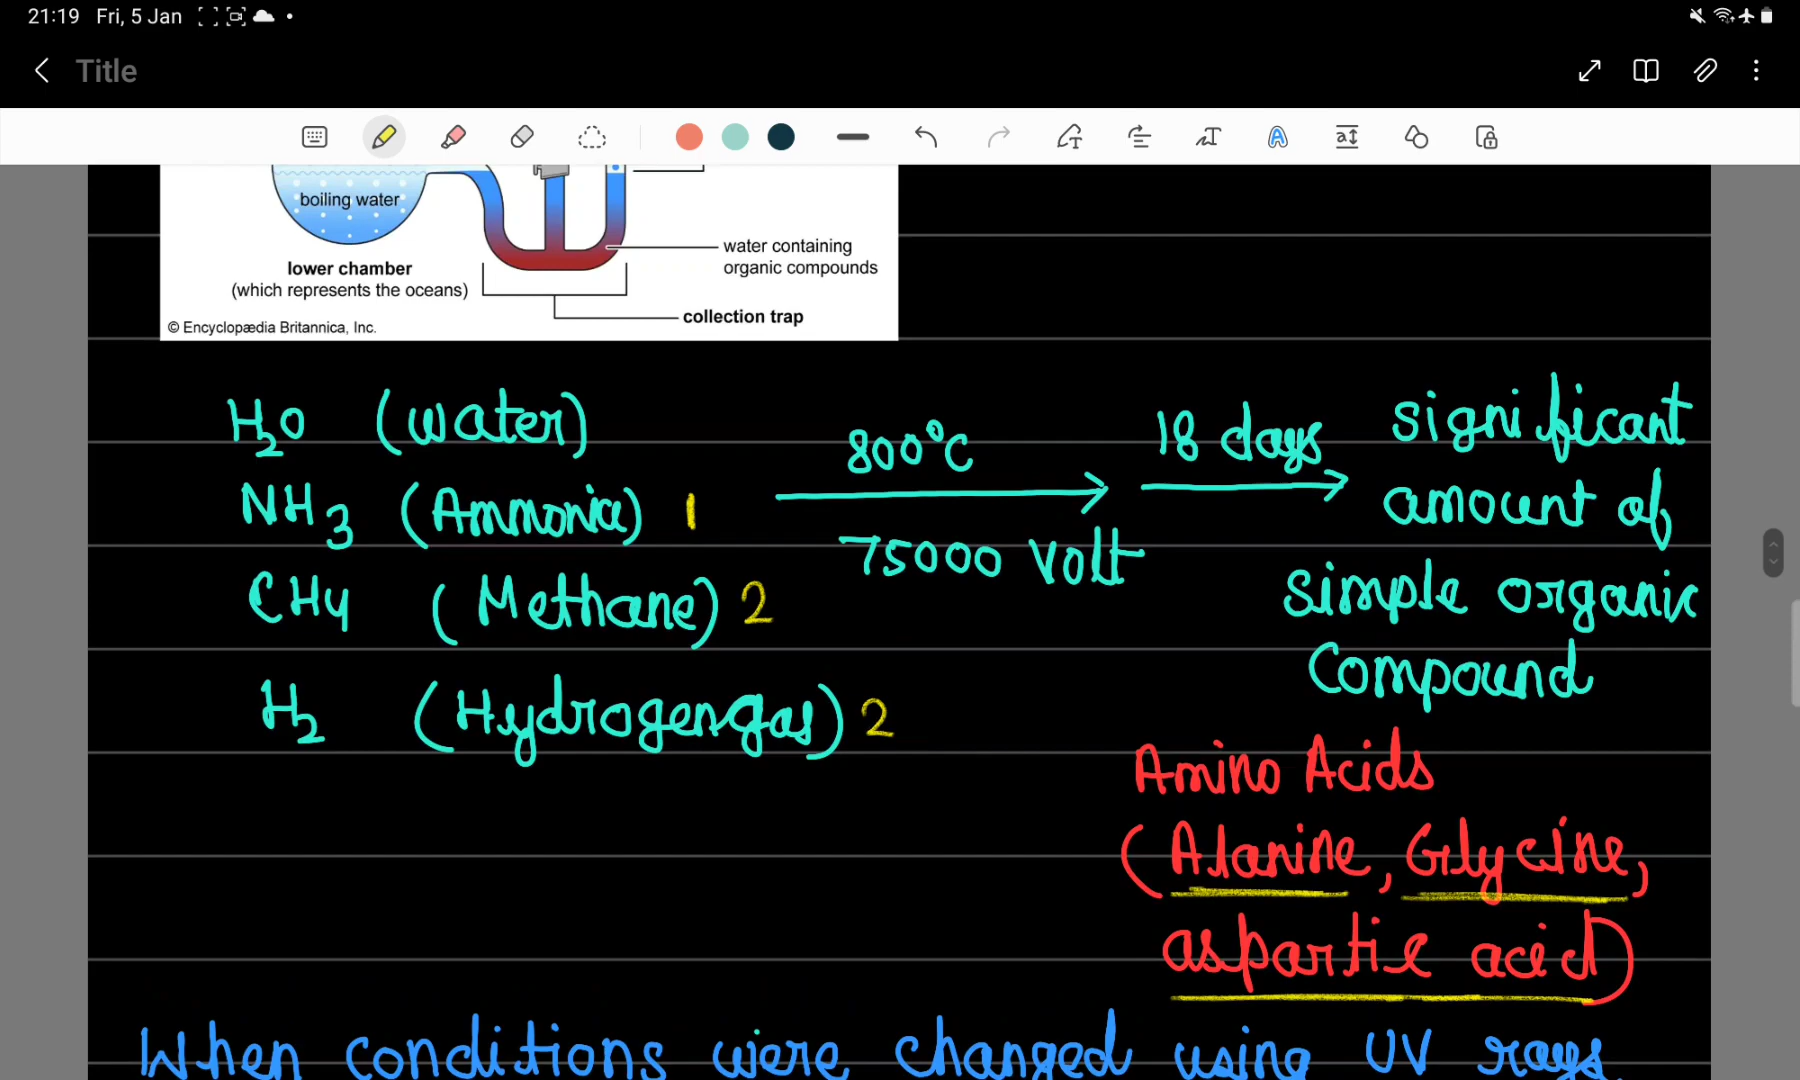 21:19 Fri, 5 Jan
Title
boiling water
water containing
organic compounds
lower chamber
(which represents the oceans)
collection trap
© Encyclopædia Britannica, Inc.
H2O (Water)
NH3 (Ammonia) 1
CH4 (Methane) 2
H2 (Hydrogen gas) 2
800°C
75000 Volt
18 days
significant
amount of
simple organic
Compound
Amino Acids
(Alanine, Glycine,
aspartic acid)
When conditions were changed using UV rays